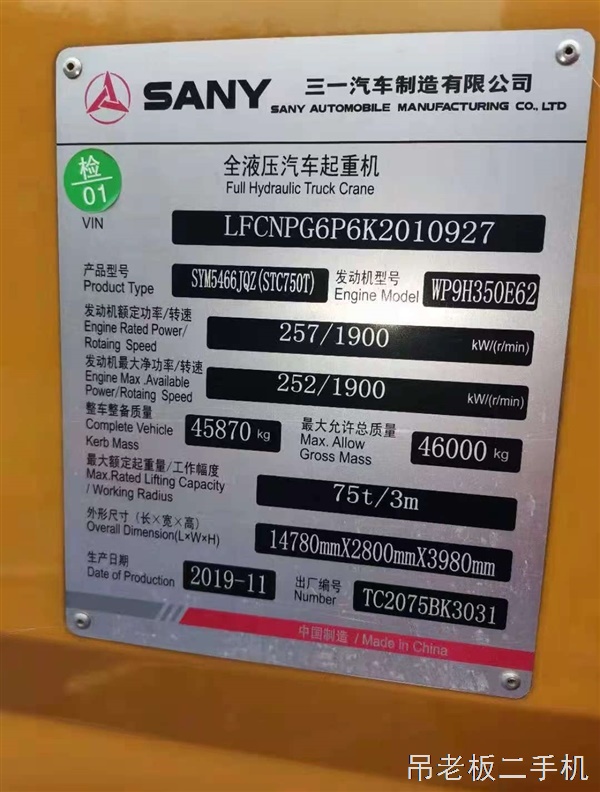 SANY 三一汽车制造有限公司
SANY AUTOMOBILE MANUFACTURING CO., LTD
检
01
全液压汽车起重机
Full Hydraulic Truck Crane
VIN LFCNPG6P6K2010927
产品型号
Product Type SYM5466JQZ(STC750T)
发动机型号
Engine Model WP9H350E62
发动机额定功率/转速
Engine Rated Power/
Rotaing Speed 257/1900 kW/(r/min)
发动机最大净功率/转速
Engine Max .Available
Power/Rotaing Speed 252/1900 kW/(r/min)
整车整备质量
Complete Vehicle
Kerb Mass 45870 kg
最大允许总质量
Max. Allow
Gross Mass 46000 kg
最大额定起重量/工作幅度
Max.Rated Lifting Capacity
/ Working Radius 75t/3m
外形尺寸 (长×宽×高)
Overall Dimension(L×W×H) 14780mmX2800mmX3980mm
生产日期
Date of Production 2019-11
出厂编号
Number TC2075BK3031
中国制造 / Made in China
吊老板二手机